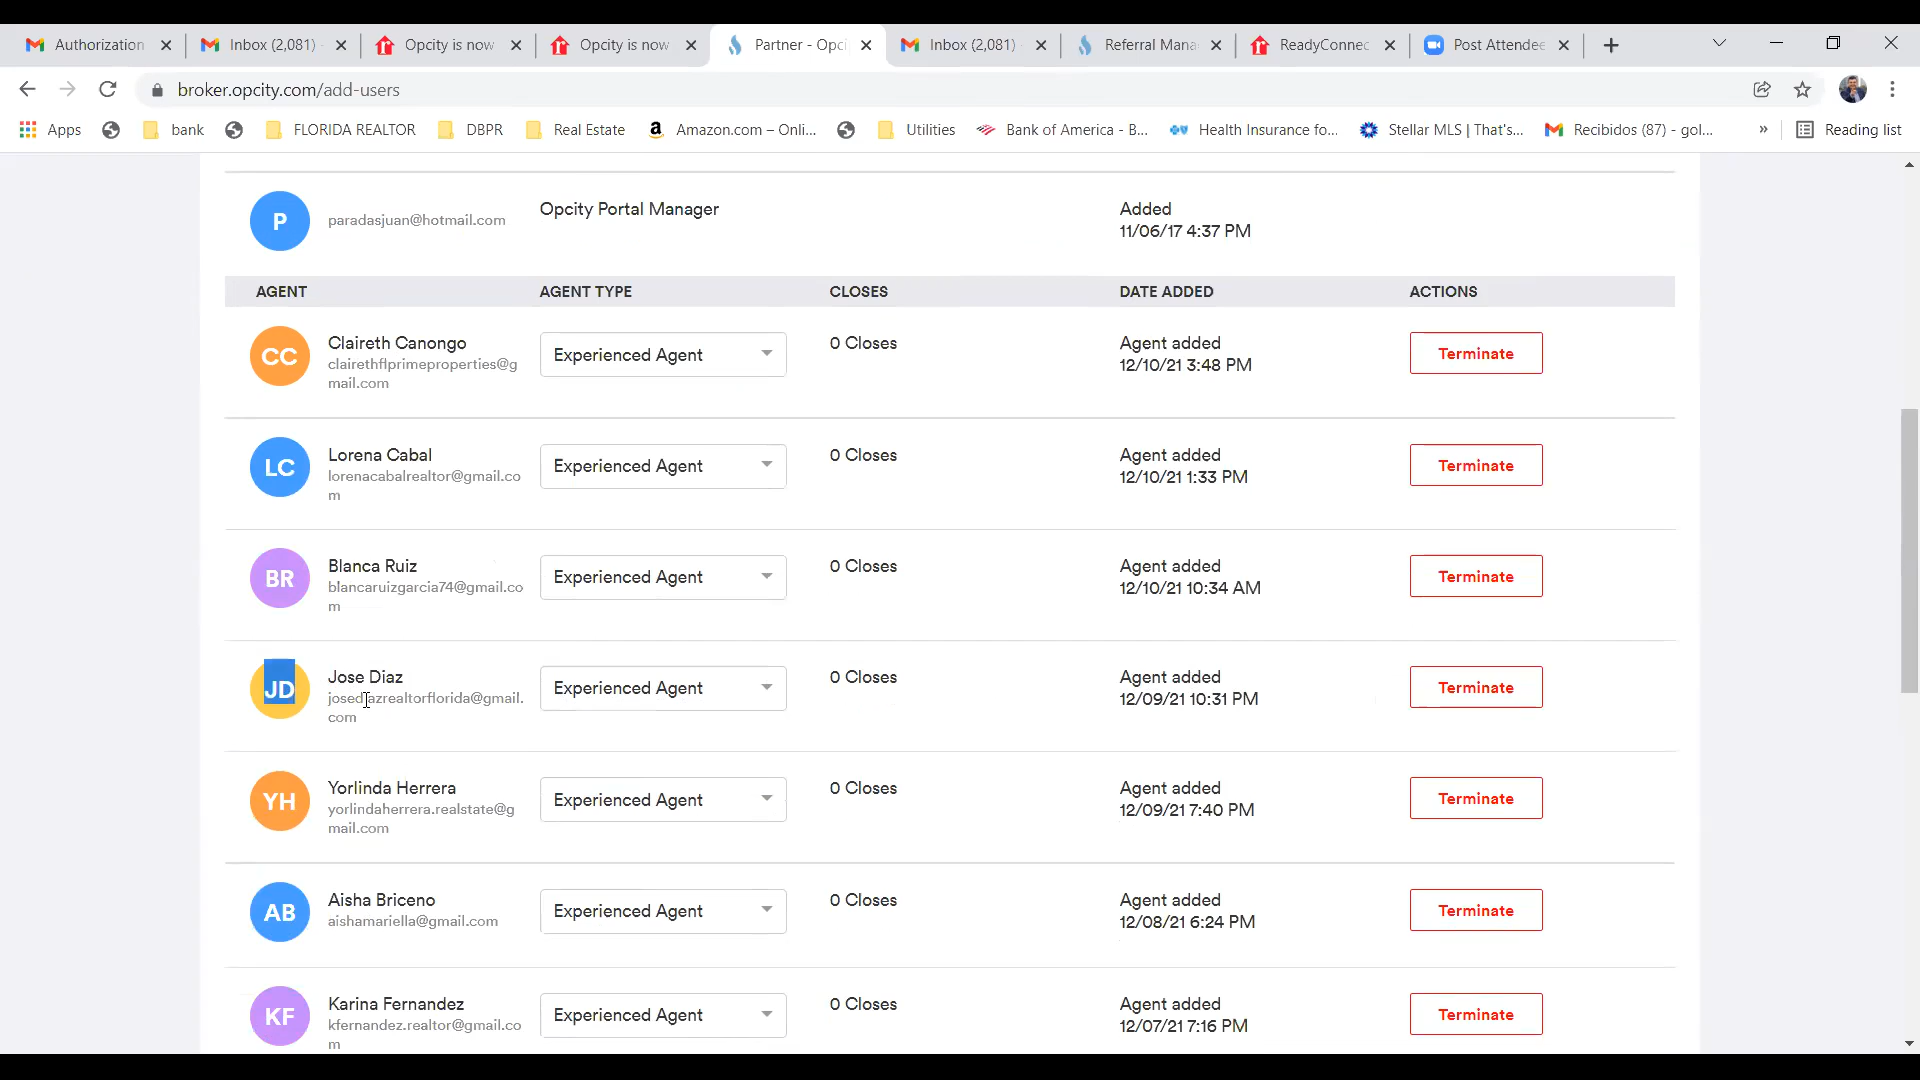 Authorization
Inbox (2,081)
Opcity is now
Opcity is now
Partner - Opci
Inbox (2,081)
Referral Mana
ReadyConnec
Post Attendee
broker.opcity.com/add-users
Apps
bank
FLORIDA REALTOR
DBPR
Real Estate
Amazon.com – Onli...
Utilities
Bank of America - B...
Health Insurance fo...
Stellar MLS | That's...
Recibidos (87) - gol...
»
Reading list
P
paradasjuan@hotmail.com
Opcity Portal Manager
Added
11/06/17 4:37 PM
AGENT AGENT TYPE CLOSES DATE ADDED ACTIONS
CC
Claireth Canongo
clairethflprimeproperties@g
mail.com
Experienced Agent
0 Closes
Agent added
12/10/21 3:48 PM
Terminate
LC
Lorena Cabal
lorenacabalrealtor@gmail.co
m
Experienced Agent
0 Closes
Agent added
12/10/21 1:33 PM
Terminate
BR
Blanca Ruiz
blancaruizgarcia74@gmail.co
m
Experienced Agent
0 Closes
Agent added
12/10/21 10:34 AM
Terminate
JD
Jose Diaz
josediazrealtorflorida@gmail.
com
Experienced Agent
0 Closes
Agent added
12/09/21 10:31 PM
Terminate
YH
Yorlinda Herrera
yorlindaherrera.realstate@g
mail.com
Experienced Agent
0 Closes
Agent added
12/09/21 7:40 PM
Terminate
AB
Aisha Briceno
aishamariella@gmail.com
Experienced Agent
0 Closes
Agent added
12/08/21 6:24 PM
Terminate
KF
Karina Fernandez
kfernandez.realtor@gmail.co
m
Experienced Agent
0 Closes
Agent added
12/07/21 7:16 PM
Terminate